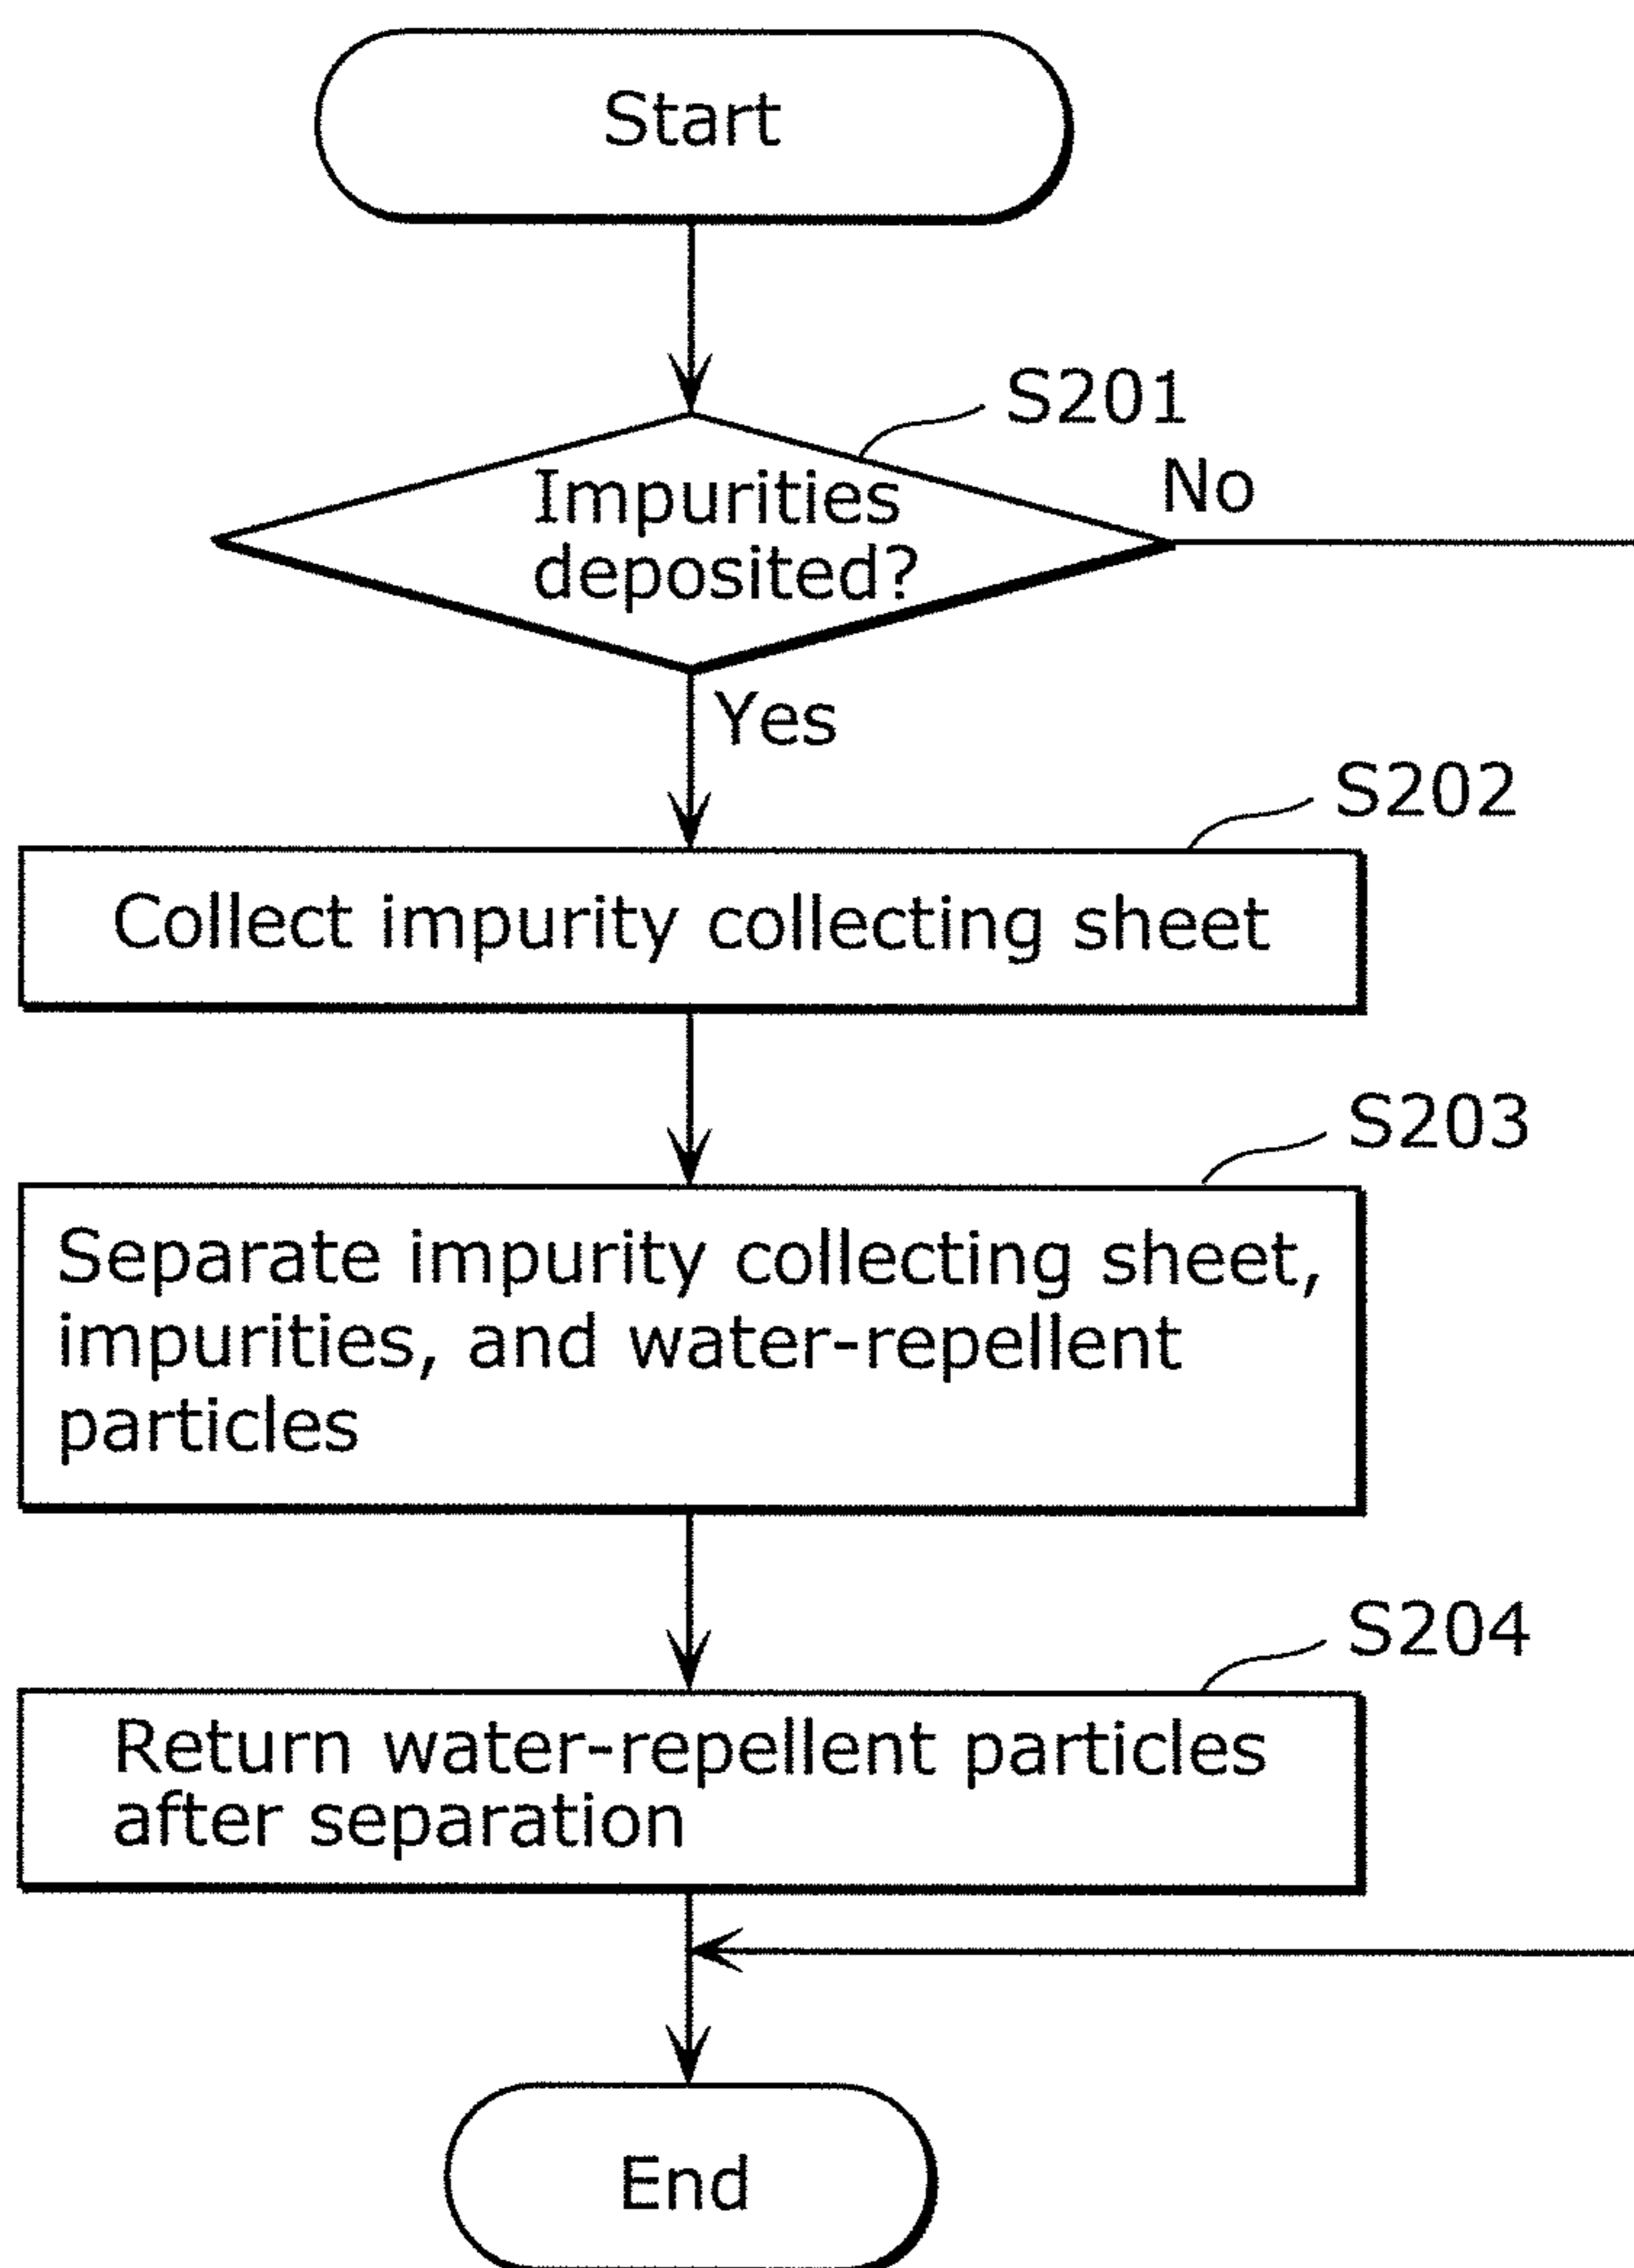 Start
S201
Impurities
deposited?
No
Yes
S202
Collect impurity collecting sheet
S203
Separate impurity collecting sheet,
impurities, and water-repellent
particles
S204
Return water-repellent particles
after separation
End